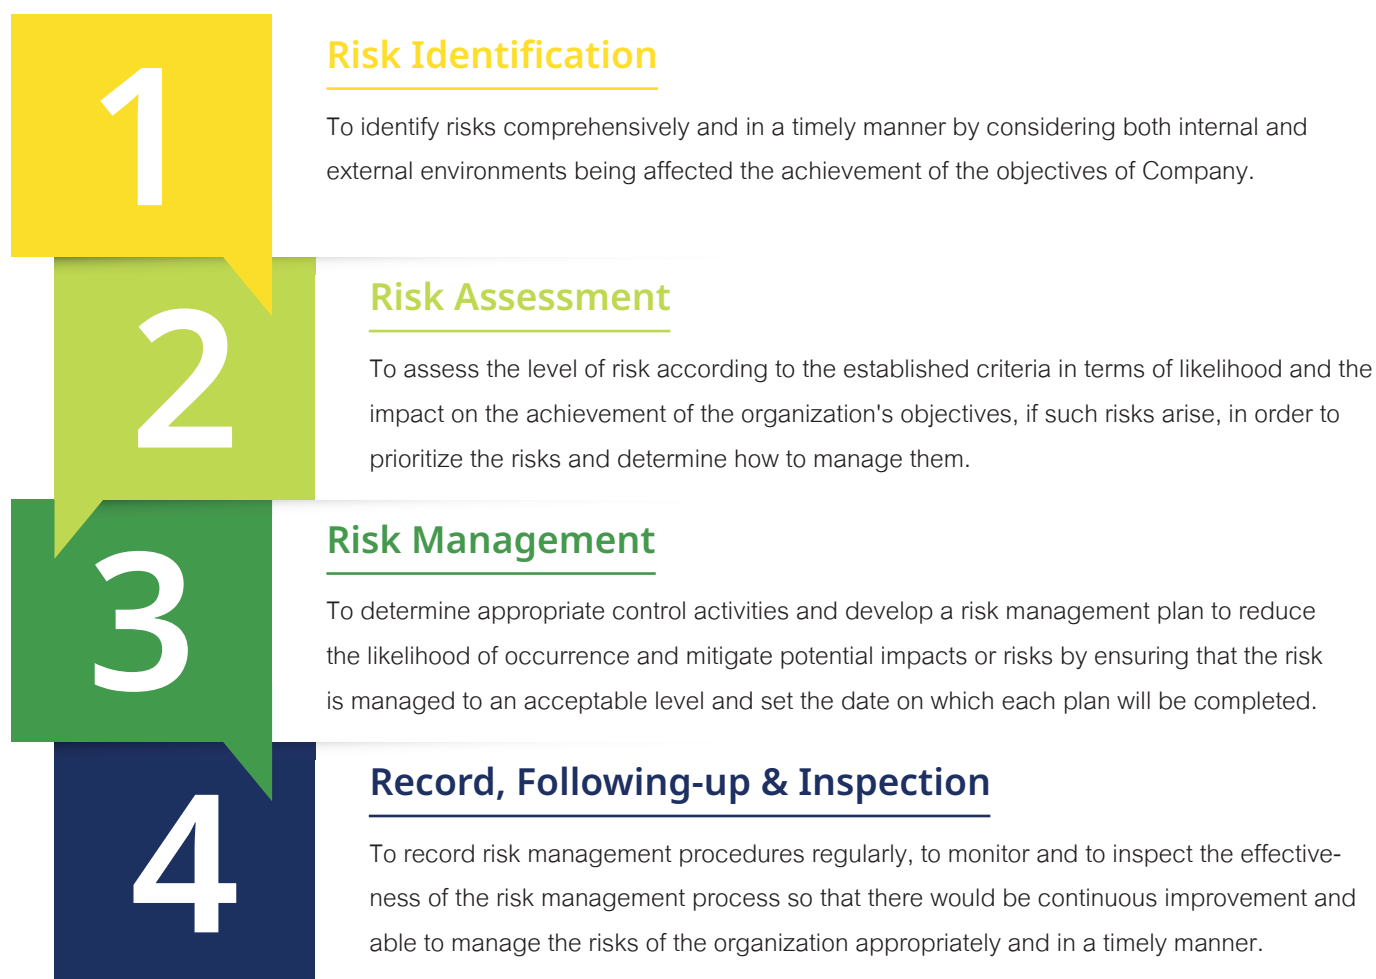 1
Risk Identification
To identify risks comprehensively and in a timely manner by considering both internal and
external environments being affected the achievement of the objectives of Company.
2
Risk Assessment
To assess the level of risk according to the established criteria in terms of likelihood and the
impact on the achievement of the organization's objectives, if such risks arise, in order to
prioritize the risks and determine how to manage them.
3
Risk Management
To determine appropriate control activities and develop a risk management plan to reduce
the likelihood of occurrence and mitigate potential impacts or risks by ensuring that the risk
is managed to an acceptable level and set the date on which each plan will be completed.
4
Record, Following-up & Inspection
To record risk management procedures regularly, to monitor and to inspect the effective-
ness of the risk management process so that there would be continuous improvement and
able to manage the risks of the organization appropriately and in a timely manner.